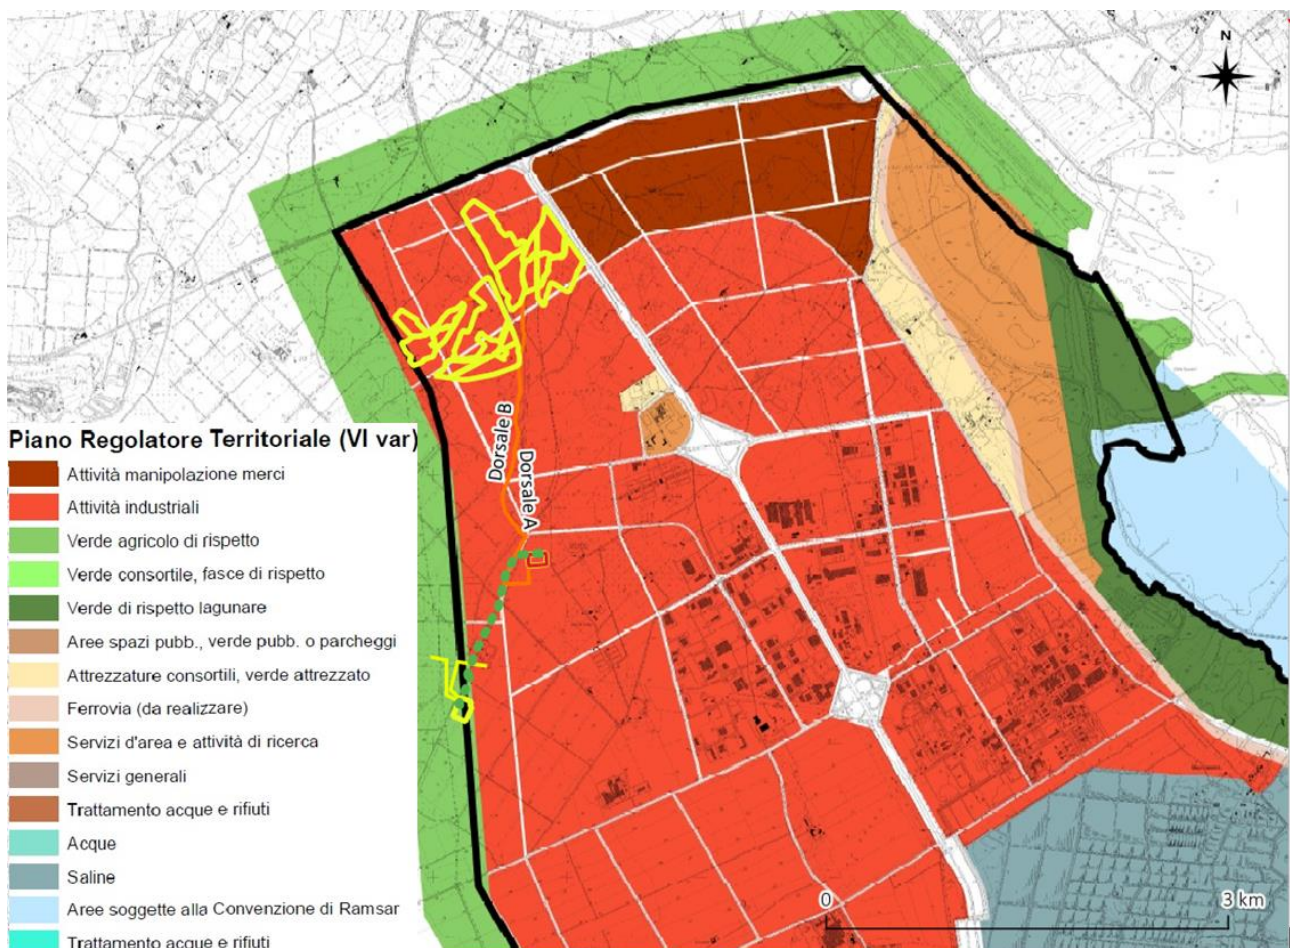 N
Dorsale B
Dorsale A
Piano Regolatore Territoriale (VI var)
Attività manipolazione merci
Attività industriali
Verde agricolo di rispetto
Verde consortile, fasce di rispetto
Verde di rispetto lagunare
Aree spazi pubb., verde pubb. o parcheggi
Attrezzature consortili, verde attrezzato
Ferrovia (da realizzare)
Servizi d'area e attività di ricerca
Servizi generali
Trattamento acque e rifiuti
Acque
Saline
Aree soggette alla Convenzione di Ramsar
Trattamento acque e rifiuti
0 3 km